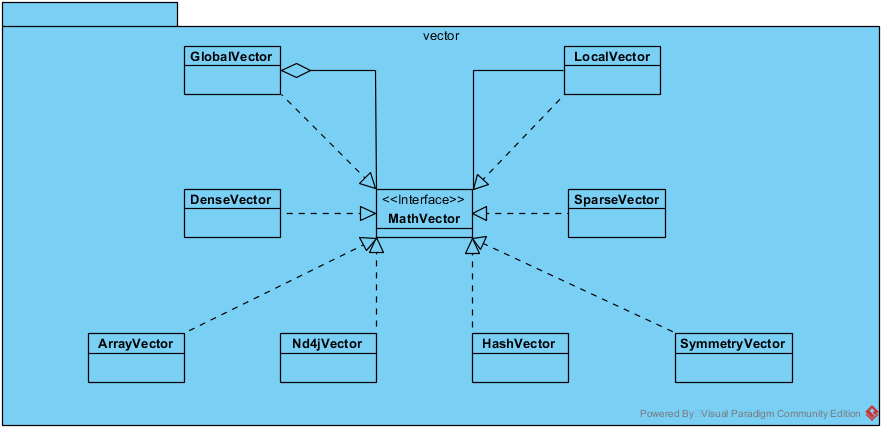 vector
GlobalVector
LocalVector
DenseVector
<<Interface>>
MathVector
SparseVector
ArrayVector
Nd4jVector
HashVector
SymmetryVector
Powered By Visual Paradigm Community Edition